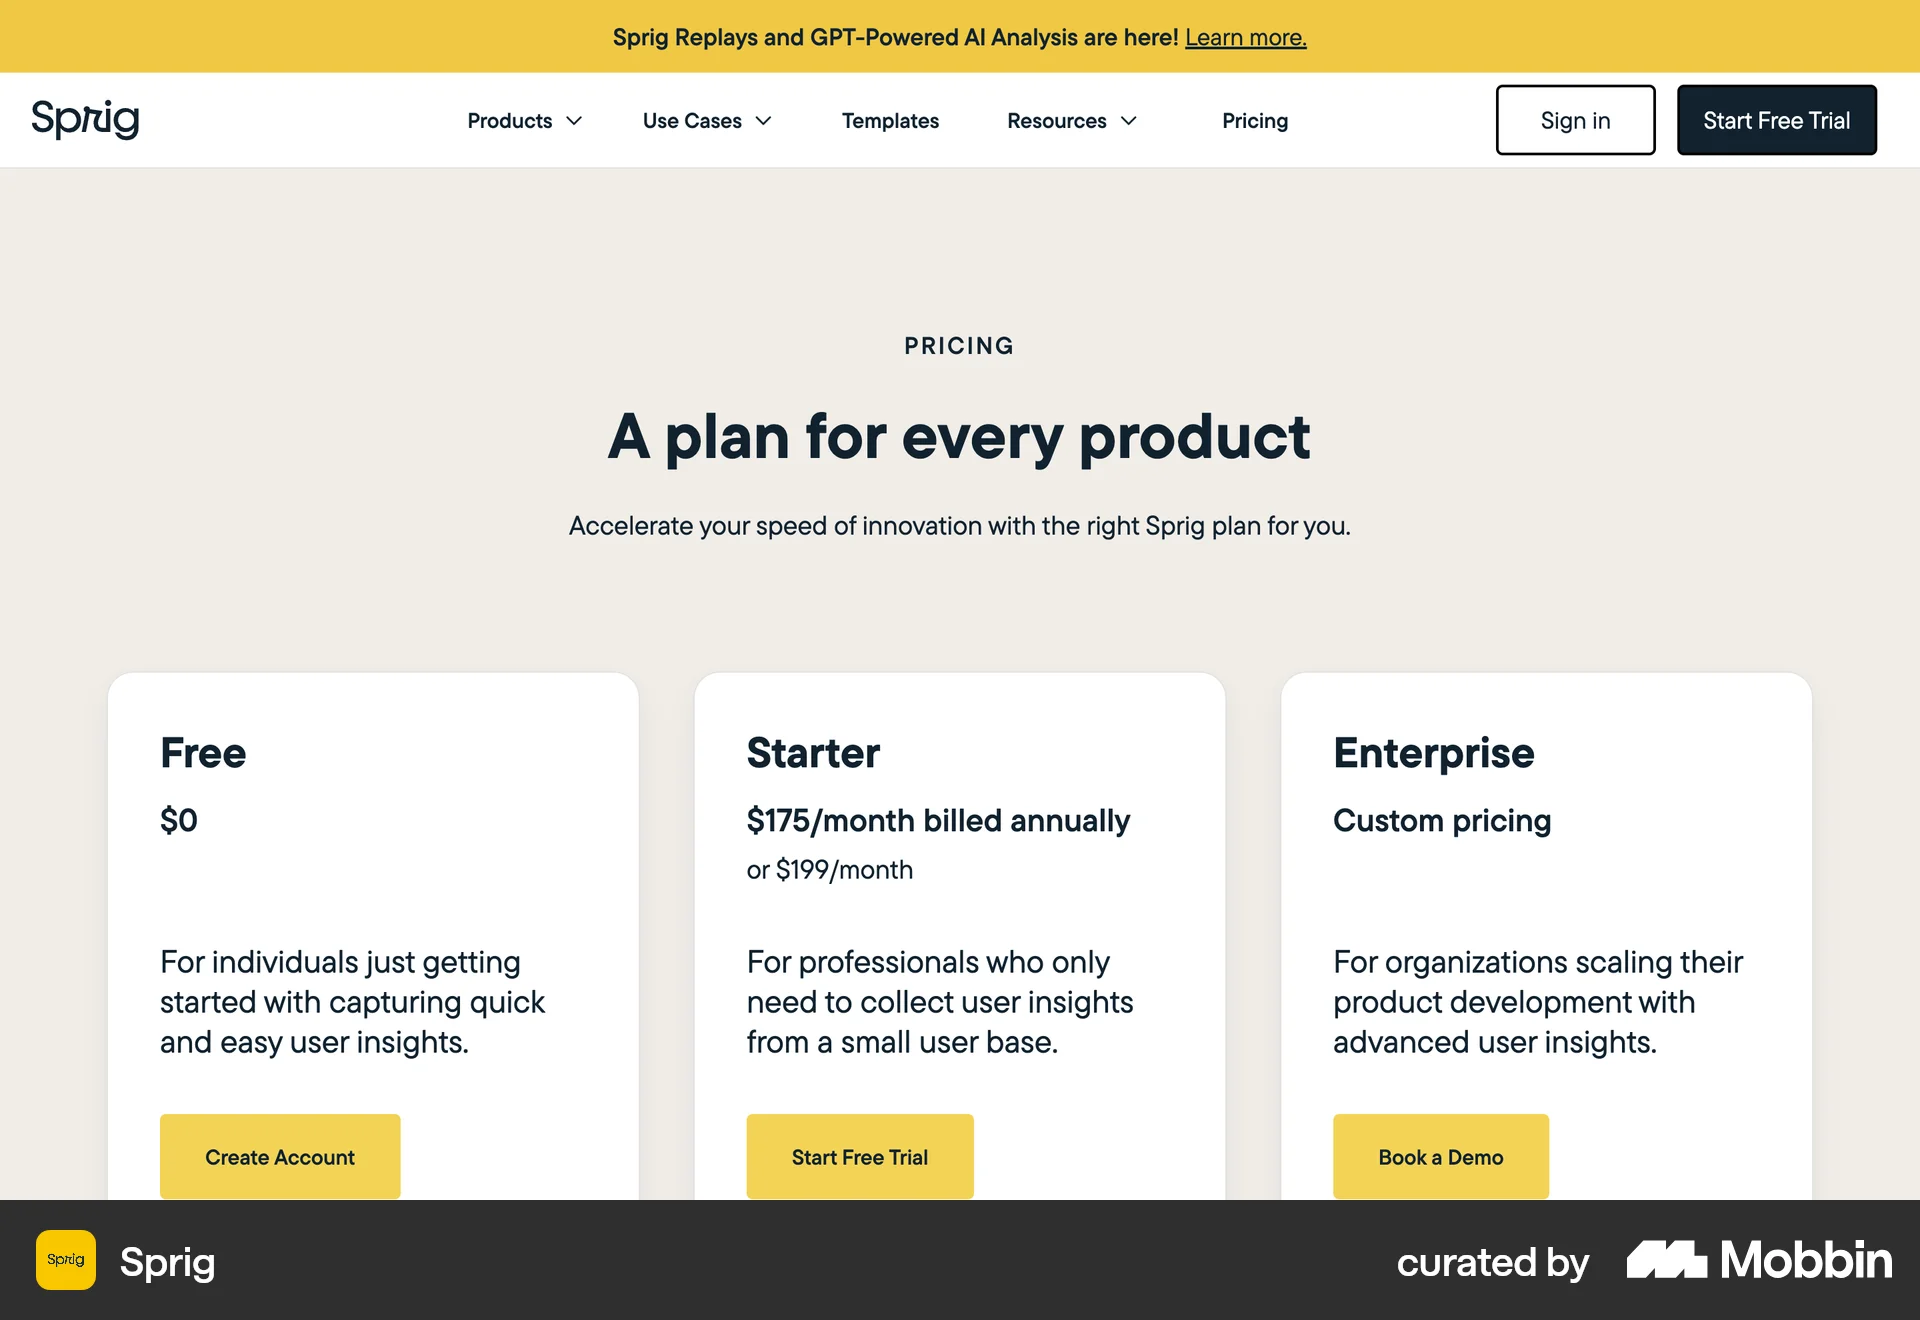 Sprig Replays and GPT-Powered AI Analysis are here! Learn more.
Sprig
Products
Use Cases
Templates
Resources
Pricing
Sign in
Start Free Trial
PRICING
A plan for every product
Accelerate your speed of innovation with the right Sprig plan for you.
Free
$0
For individuals just getting
started with capturing quick
and easy user insights.
Create Account
Starter
$175/month billed annually
or $199/month
For professionals who only
need to collect user insights
from a small user base.
Start Free Trial
Enterprise
Custom pricing
For organizations scaling their
product development with
advanced user insights.
Book a Demo
Sprig
Sprig
curated by
Mobbin